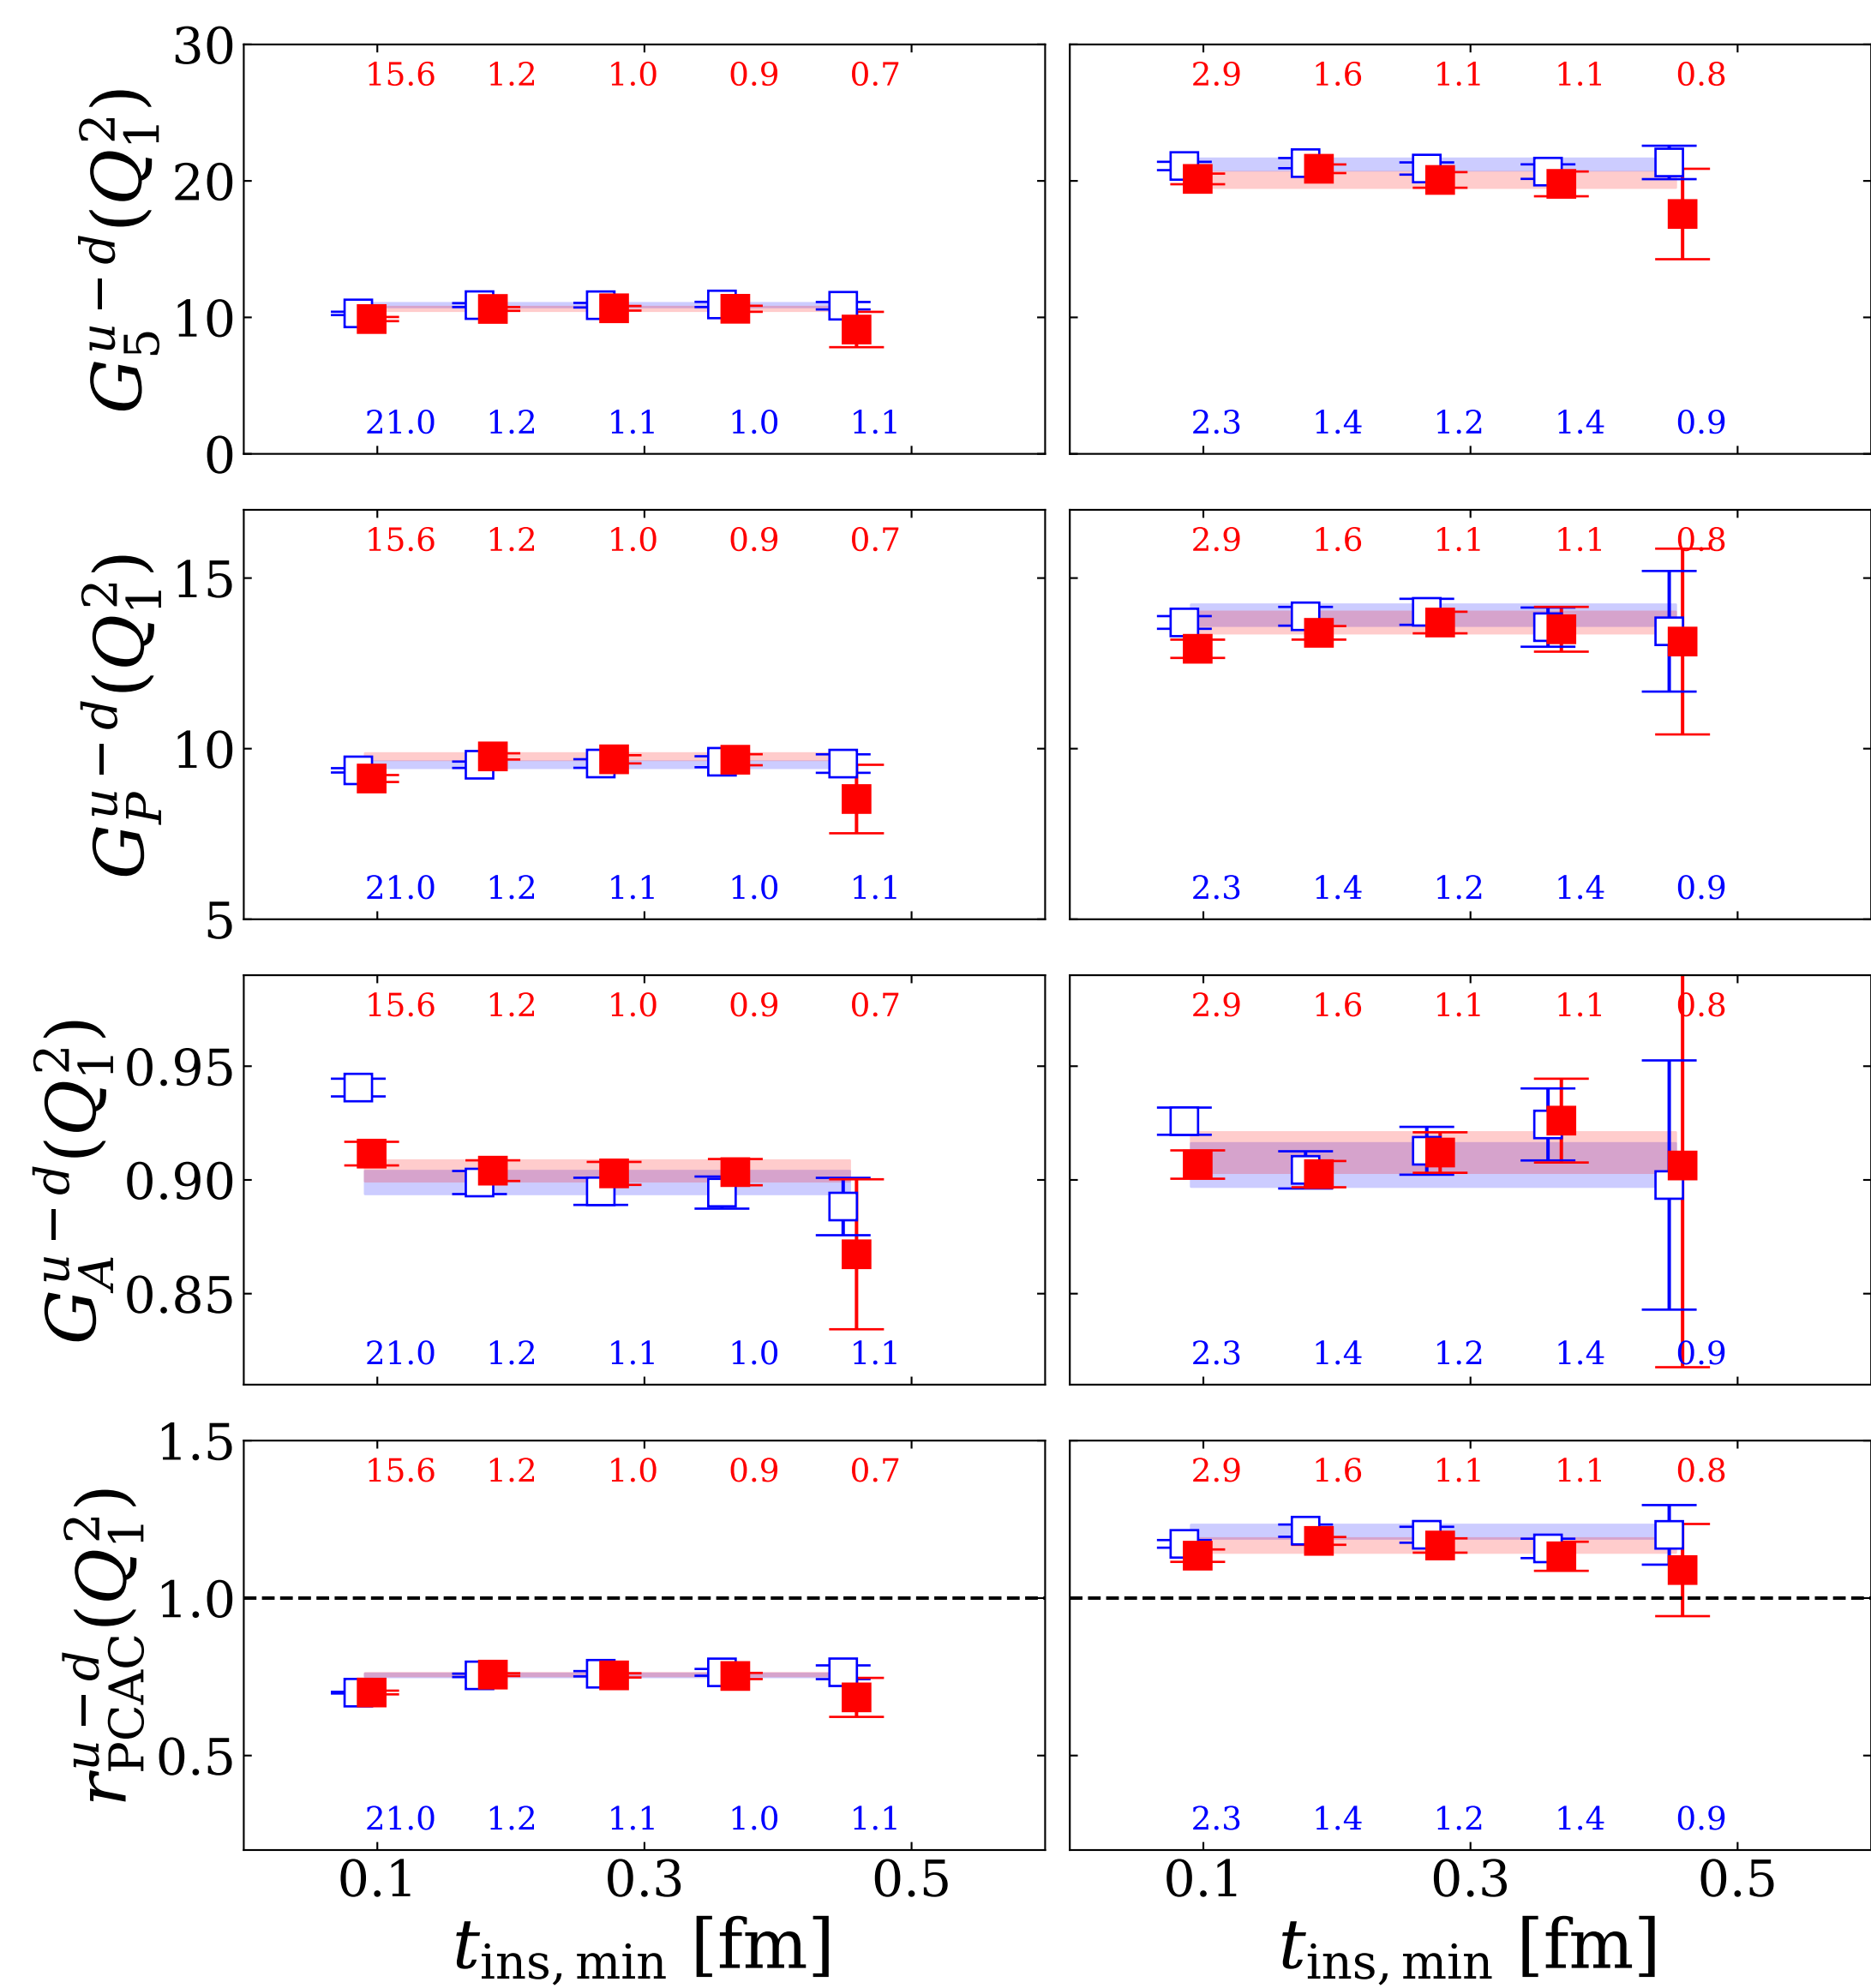 G_5^{u-d}(Q_1^2)
30
20
10
0
15.6 1.2 1.0 0.9 0.7
21.0 1.2 1.1 1.0 1.1
2.9 1.6 1.1 1.1 0.8
2.3 1.4 1.2 1.4 0.9
G_P^{u-d}(Q_1^2)
15
10
5
15.6 1.2 1.0 0.9 0.7
21.0 1.2 1.1 1.0 1.1
2.9 1.6 1.1 1.1 0.8
2.3 1.4 1.2 1.4 0.9
G_A^{u-d}(Q_1^2)
0.95
0.90
0.85
15.6 1.2 1.0 0.9 0.7
21.0 1.2 1.1 1.0 1.1
2.9 1.6 1.1 1.1 0.8
2.3 1.4 1.2 1.4 0.9
r_{PCAC}^{u-d}(Q_1^2)
1.5
1.0
0.5
15.6 1.2 1.0 0.9 0.7
21.0 1.2 1.1 1.0 1.1
2.9 1.6 1.1 1.1 0.8
2.3 1.4 1.2 1.4 0.9
0.1 0.3 0.5
0.1 0.3 0.5
t_{ins, min} [fm]
t_{ins, min} [fm]